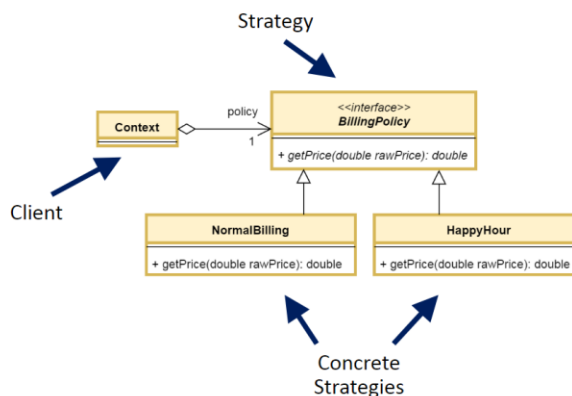 Strategy
<<interface>>
BillingPolicy
+ getPrice(double rawPrice): double
policy
1
Context
Client
NormalBilling
+ getPrice(double rawPrice): double
HappyHour
+ getPrice(double rawPrice): double
Concrete
Strategies